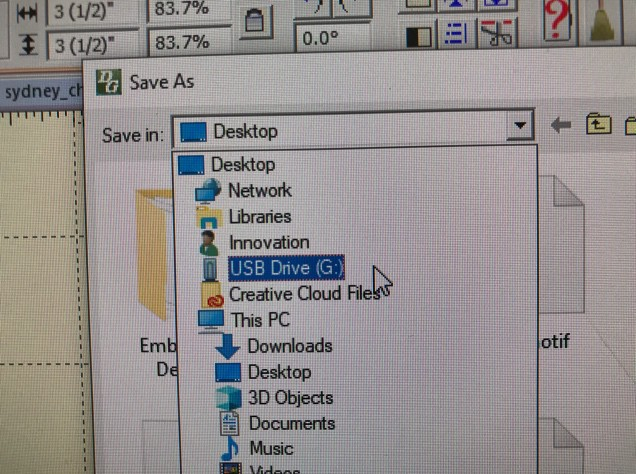 3 (1/2)" 83.7%
3 (1/2)" 83.7% 0.0°
DG Save As
sydney_ch
Save in: Desktop
Desktop
Network
Libraries
Innovation
USB Drive (G:)
Creative Cloud Files
This PC
Downloads
Emb
De
otif
Desktop
3D Objects
Documents
Music
Videos